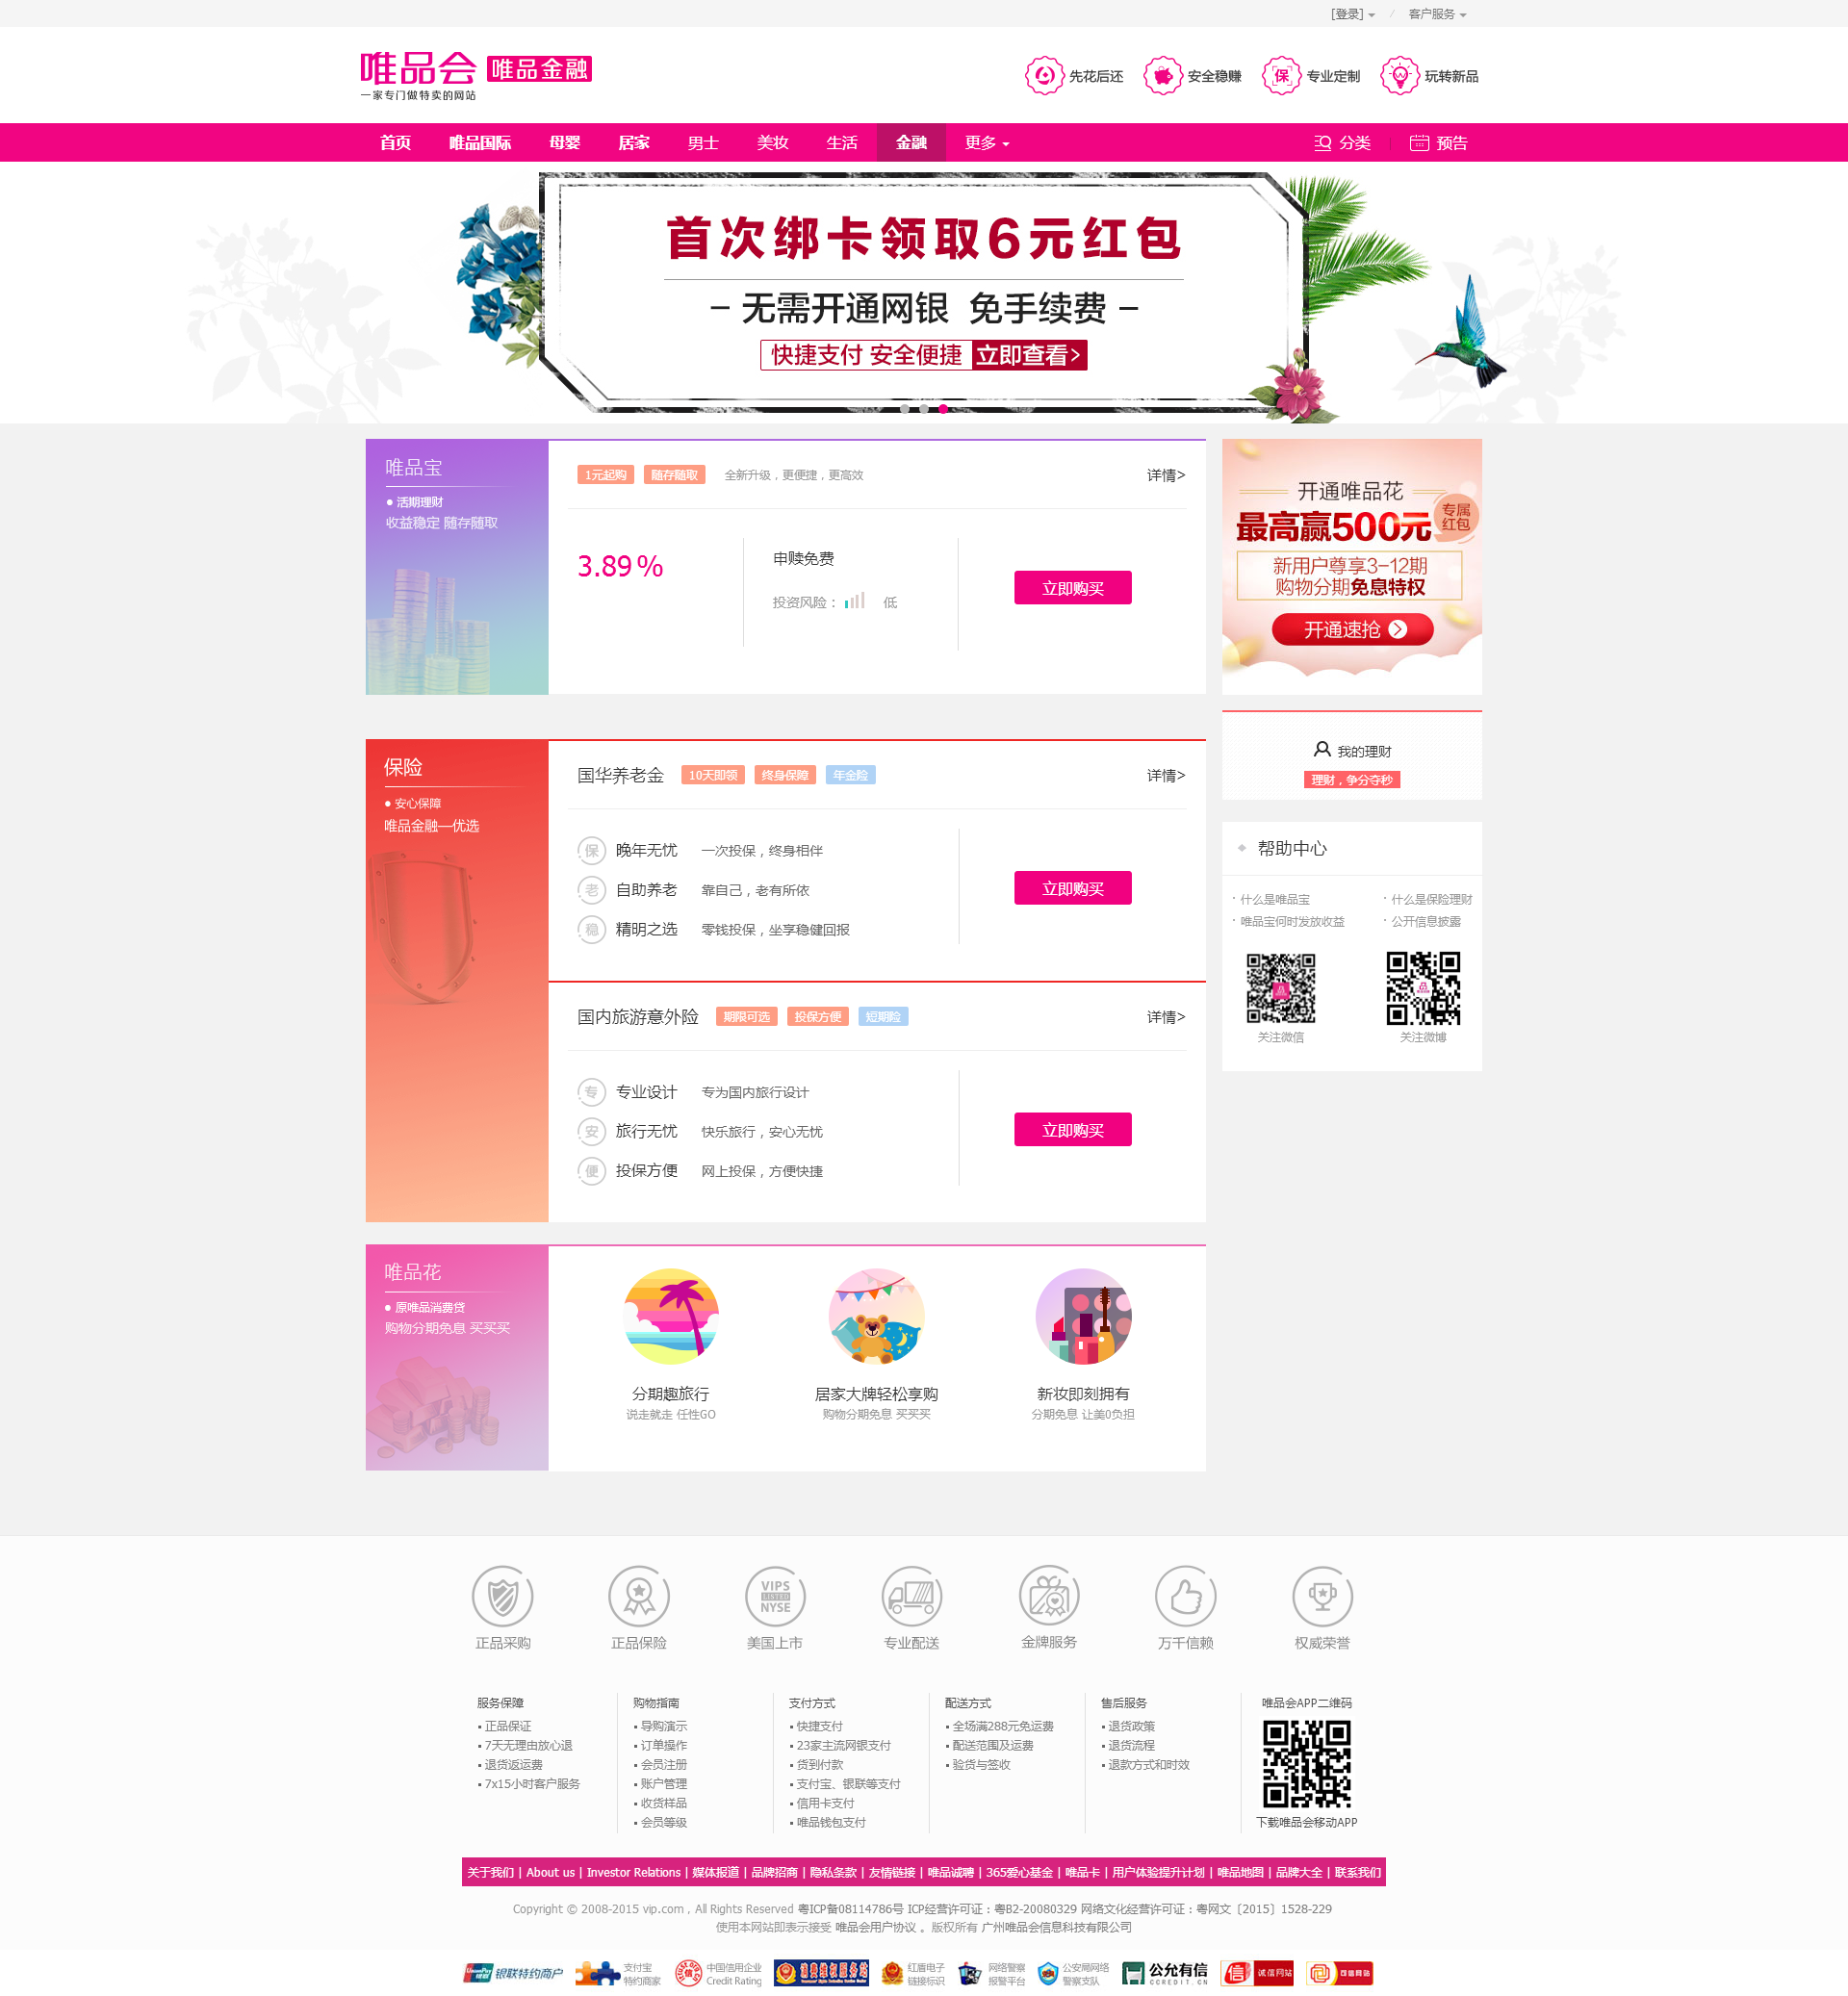 [登录] / 客户服务
唯品会 唯品金融
一家专门做特卖的网站
先花后还 安全稳赚 保 专业定制 玩转新品
首页 唯品国际 母婴 居家 男士 美妆 生活 金融 更多 分类 预告
首次绑卡领取6元红包
– 无需开通网银 免手续费 –
快捷支付 安全便捷 立即查看>
唯品宝
• 活期理财
收益稳定 随存随取
1元起购 随存随取 全新升级，更便捷，更高效 详情>
3.89%
申赎免费
投资风险： 低
立即购买
开通唯品花
最高赢500元
专属
红包
新用户尊享3-12期
购物分期免息特权
开通速抢
我的理财
理财，争分夺秒
保险
• 安心保障
唯品金融—优选
国华养老金 10天即领 终身保障 年金险 详情>
保 晚年无忧 一次投保，终身相伴
老 自助养老 靠自己，老有所依
稳 精明之选 零钱投保，坐享稳健回报
立即购买
国内旅游意外险 期限可选 投保方便 短期险 详情>
专 专业设计 专为国内旅行设计
安 旅行无忧 快乐旅行，安心无忧
便 投保方便 网上投保，方便快捷
立即购买
帮助中心
· 什么是唯品宝 · 什么是保险理财
· 唯品宝何时发放收益 · 公开信息披露
关注微信 关注微博
唯品花
• 原唯品消费贷
购物分期免息 买买买
分期趣旅行
说走就走 任性GO
居家大牌轻松享购
购物分期免息 买买买
新妆即刻拥有
分期免息 让美0负担
VIPS
LISTED
NYSE
正品采购 正品保险 美国上市 专业配送 金牌服务 万千信赖 权威荣誉
服务保障
正品保证
7天无理由放心退
退货返运费
7x15小时客户服务
购物指南
导购演示
订单操作
会员注册
账户管理
收货样品
会员等级
支付方式
快捷支付
23家主流网银支付
货到付款
支付宝、银联等支付
信用卡支付
唯品钱包支付
配送方式
全场满288元免运费
配送范围及运费
验货与签收
售后服务
退货政策
退货流程
退款方式和时效
唯品会APP二维码
下载唯品会移动APP
关于我们 | About us | Investor Relations | 媒体报道 | 品牌招商 | 隐私条款 | 友情链接 | 唯品诚聘 | 365爱心基金 | 唯品卡 | 用户体验提升计划 | 唯品地图 | 品牌大全 | 联系我们
Copyright © 2008-2015 vip.com，All Rights Reserved 粤ICP备08114786号 ICP经营许可证：粤B2-20080329 网络文化经营许可证：粤网文〔2015〕1528-229
使用本网站即表示接受 唯品会用户协议 。版权所有 广州唯品会信息科技有限公司
UnionPay 银联 银联特约商户
支付宝
特约商家
信 中国信用企业
Credit Rating
消费维权服务站
红盾电子
链接标识
网络警察
报警平台
公安局网络
警察支队
公允有信
CCREDIT.CN
信 诚信网站
可信网站